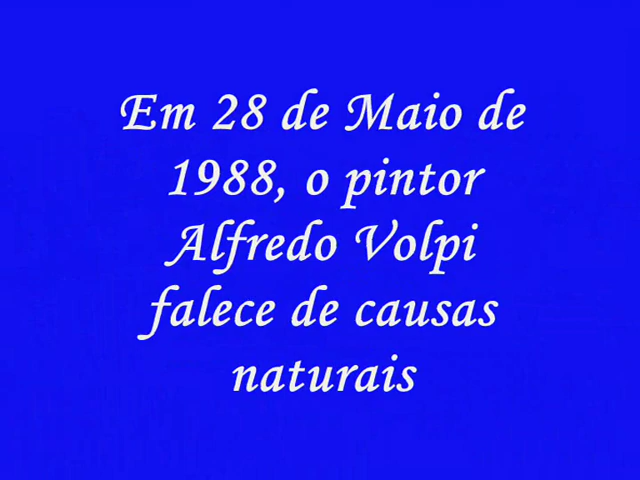 Em 28 de Maio de
1988, o pintor
Alfredo Volpi
falece de causas
naturais